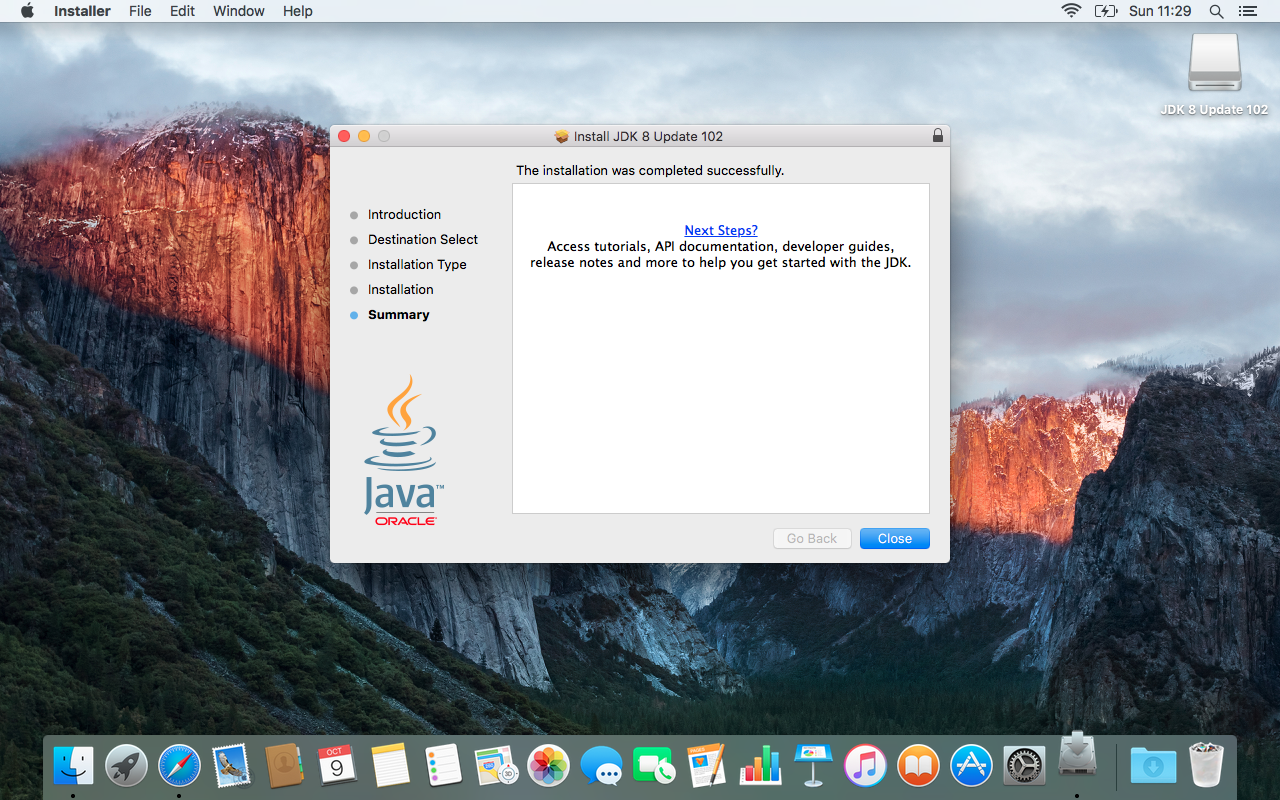 Installer File Edit Window Help Sun 11:29
JDK 8 Update 102
Install JDK 8 Update 102
The installation was completed successfully.
Introduction
Destination Select
Installation Type
Installation
Summary
Next Steps?
Access tutorials, API documentation, developer guides,
release notes and more to help you get started with the JDK.
Java™
ORACLE
Go Back Close
OCT
9
PAGES
3D